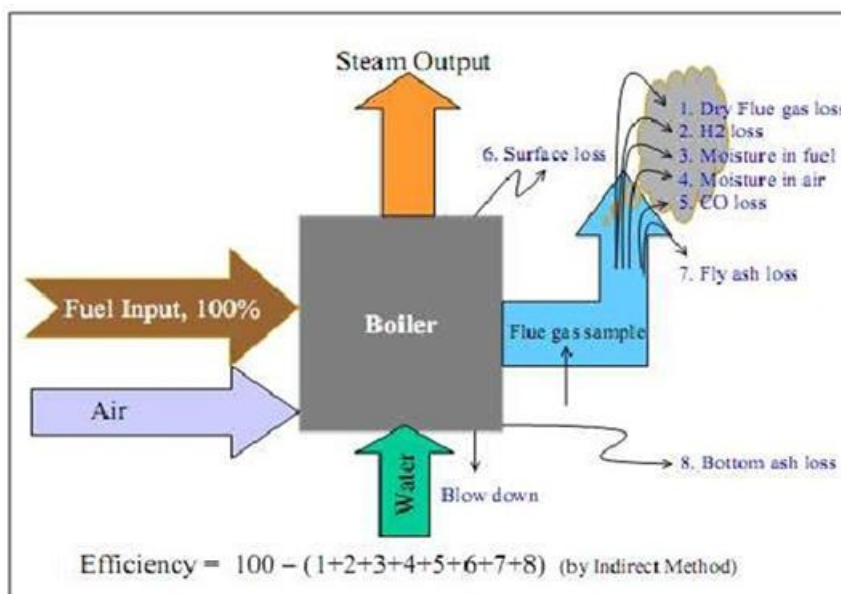 Steam Output
1. Dry Flue gas loss
2. H2 loss
6. Surface loss
3. Moisture in fuel
4. Moisture in air
5. CO loss
7. Fly ash loss
Fuel Input, 100%
Boiler
Flue gas sample
Air
Water
8. Bottom ash loss
Blow down
Efficiency = 100 – (1+2+3+4+5+6+7+8) (by Indirect Method)